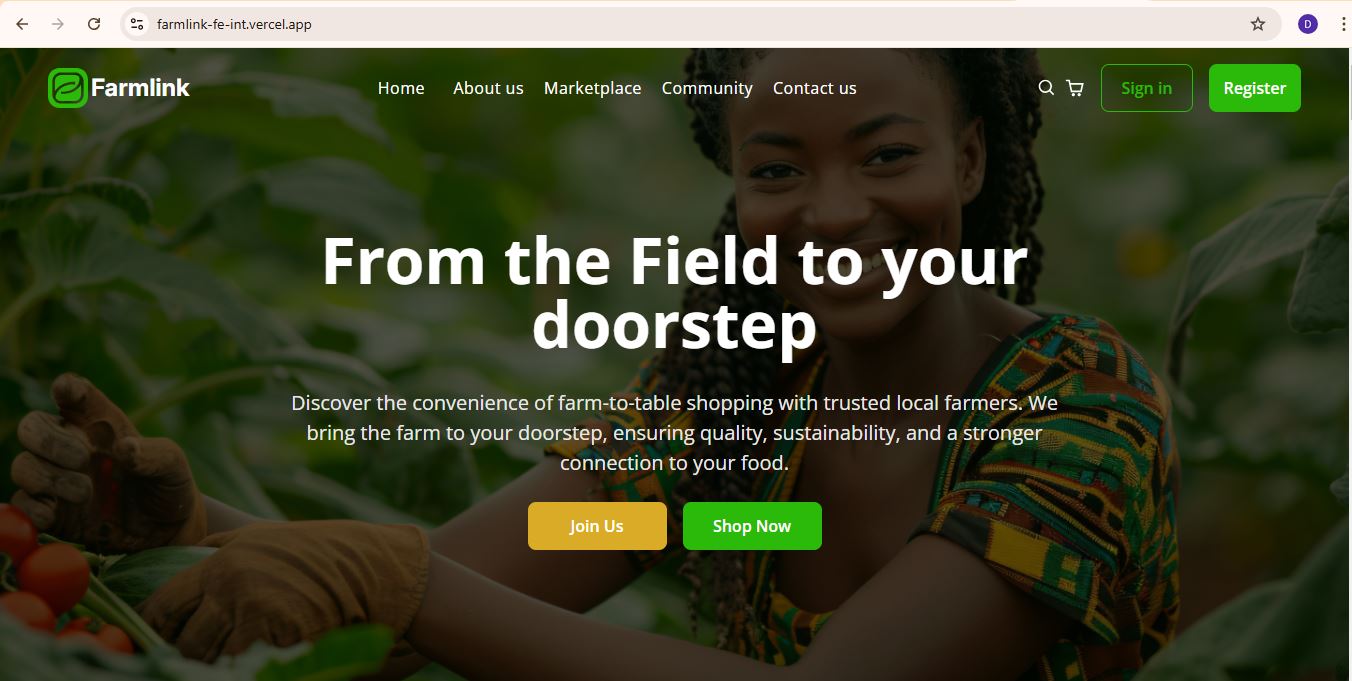 farmlink-fe-int.vercel.app
D
Farmlink
Home About us Marketplace Community Contact us
Sign in
Register
From the Field to your
doorstep
Discover the convenience of farm-to-table shopping with trusted local farmers. We
bring the farm to your doorstep, ensuring quality, sustainability, and a stronger
connection to your food.
Join Us
Shop Now